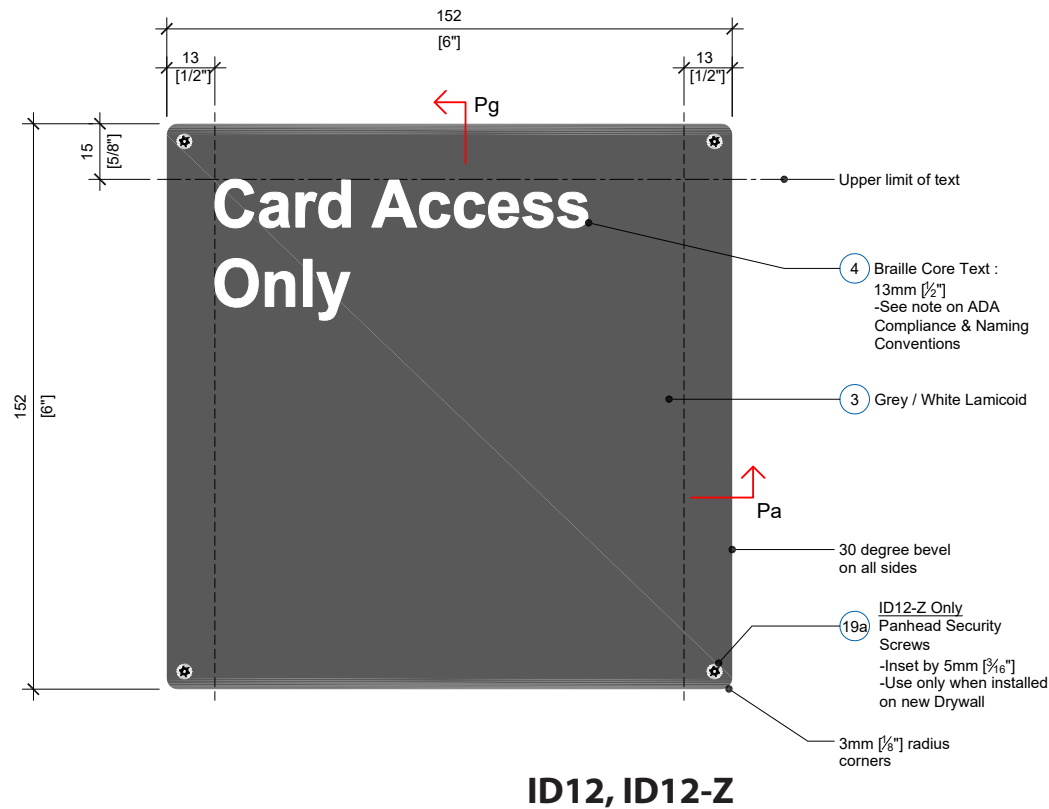 152
[6"]
13
[1/2"]
13
[1/2"]
Pg
15
[5/8"]
Upper limit of text
Card Access
Only
4
Braille Core Text :
13mm [½"]
-See note on ADA
Compliance & Naming
Conventions
152
[6"]
3
Grey / White Lamicoid
Pa
30 degree bevel
on all sides
19a
ID12-Z Only
Panhead Security
Screws
-Inset by 5mm [3⁄16"]
-Use only when installed
on new Drywall
3mm [⅛"] radius
corners
ID12, ID12-Z